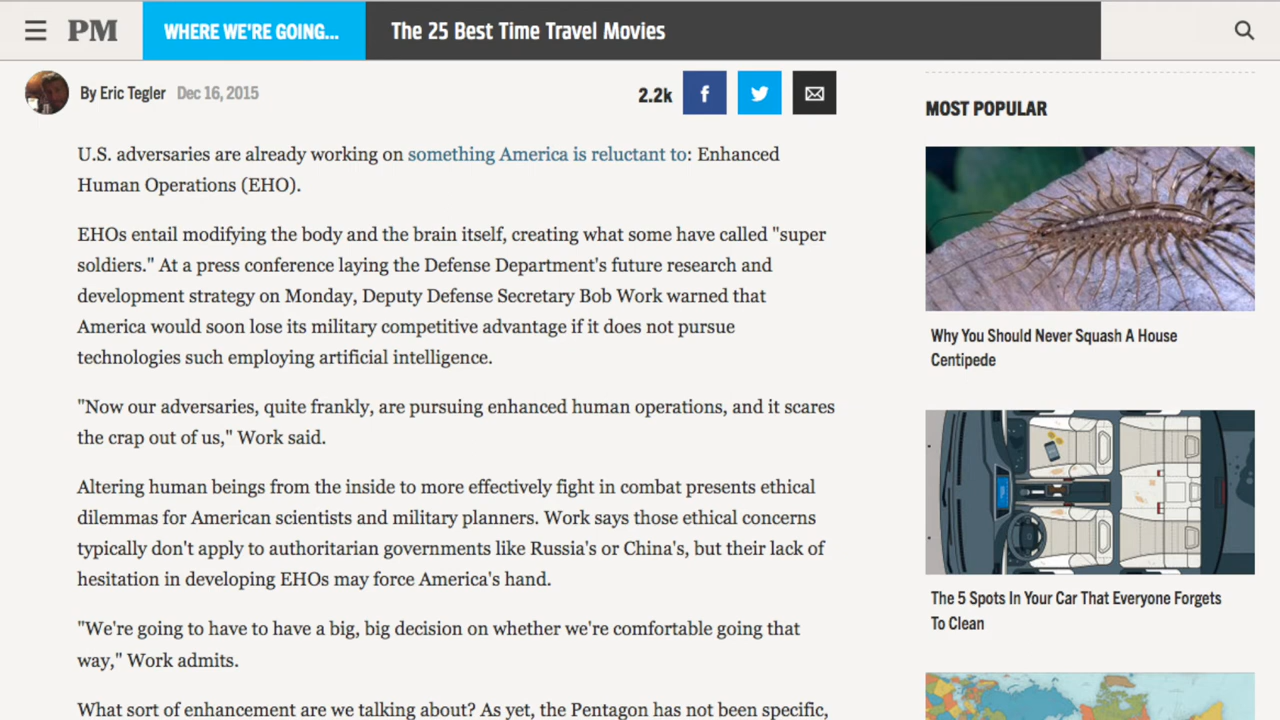 PM
WHERE WE'RE GOING...
The 25 Best Time Travel Movies
By Eric Tegler Dec 16, 2015
2.2k
f
U.S. adversaries are already working on something America is reluctant to: Enhanced
Human Operations (EHO).
EHOs entail modifying the body and the brain itself, creating what some have called "super
soldiers." At a press conference laying the Defense Department's future research and
development strategy on Monday, Deputy Defense Secretary Bob Work warned that
America would soon lose its military competitive advantage if it does not pursue
technologies such employing artificial intelligence.
"Now our adversaries, quite frankly, are pursuing enhanced human operations, and it scares
the crap out of us," Work said.
Altering human beings from the inside to more effectively fight in combat presents ethical
dilemmas for American scientists and military planners. Work says those ethical concerns
typically don't apply to authoritarian governments like Russia's or China's, but their lack of
hesitation in developing EHOs may force America's hand.
"We're going to have to have a big, big decision on whether we're comfortable going that
way," Work admits.
What sort of enhancement are we talking about? As yet, the Pentagon has not been specific,
MOST POPULAR
Why You Should Never Squash A House
Centipede
The 5 Spots In Your Car That Everyone Forgets
To Clean